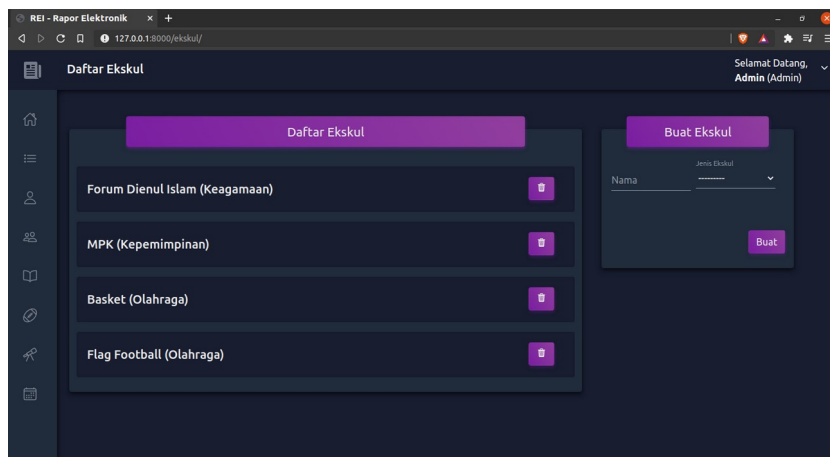 REI - Rapor Elektronik
127.0.0.1:8000/ekskul/
Daftar Ekskul
Selamat Datang,
Admin (Admin)
Daftar Ekskul
Forum Dienul Islam (Keagamaan)
MPK (Kepemimpinan)
Basket (Olahraga)
Flag Football (Olahraga)
Buat Ekskul
Jenis Ekskul
Nama
---------
Buat